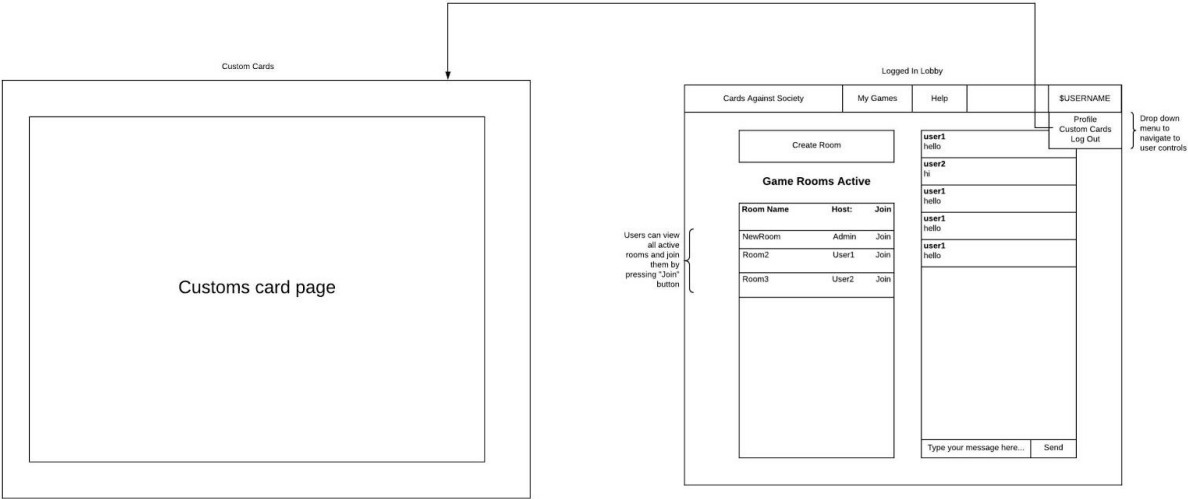 Custom Cards
Customs card page
Logged In Lobby
Cards Against Society
My Games
Help
$USERNAME
Profile
Custom Cards
Log Out
Drop down
menu to
navigate to
user controls
Create Room
Game Rooms Active
Room Name Host: Join
NewRoom Admin Join
Room2 User1 Join
Room3 User2 Join
Users can view
all active
rooms and join
them by
pressing "Join"
button
user1
hello
user2
hi
user1
hello
user1
hello
user1
hello
Type your message here...
Send